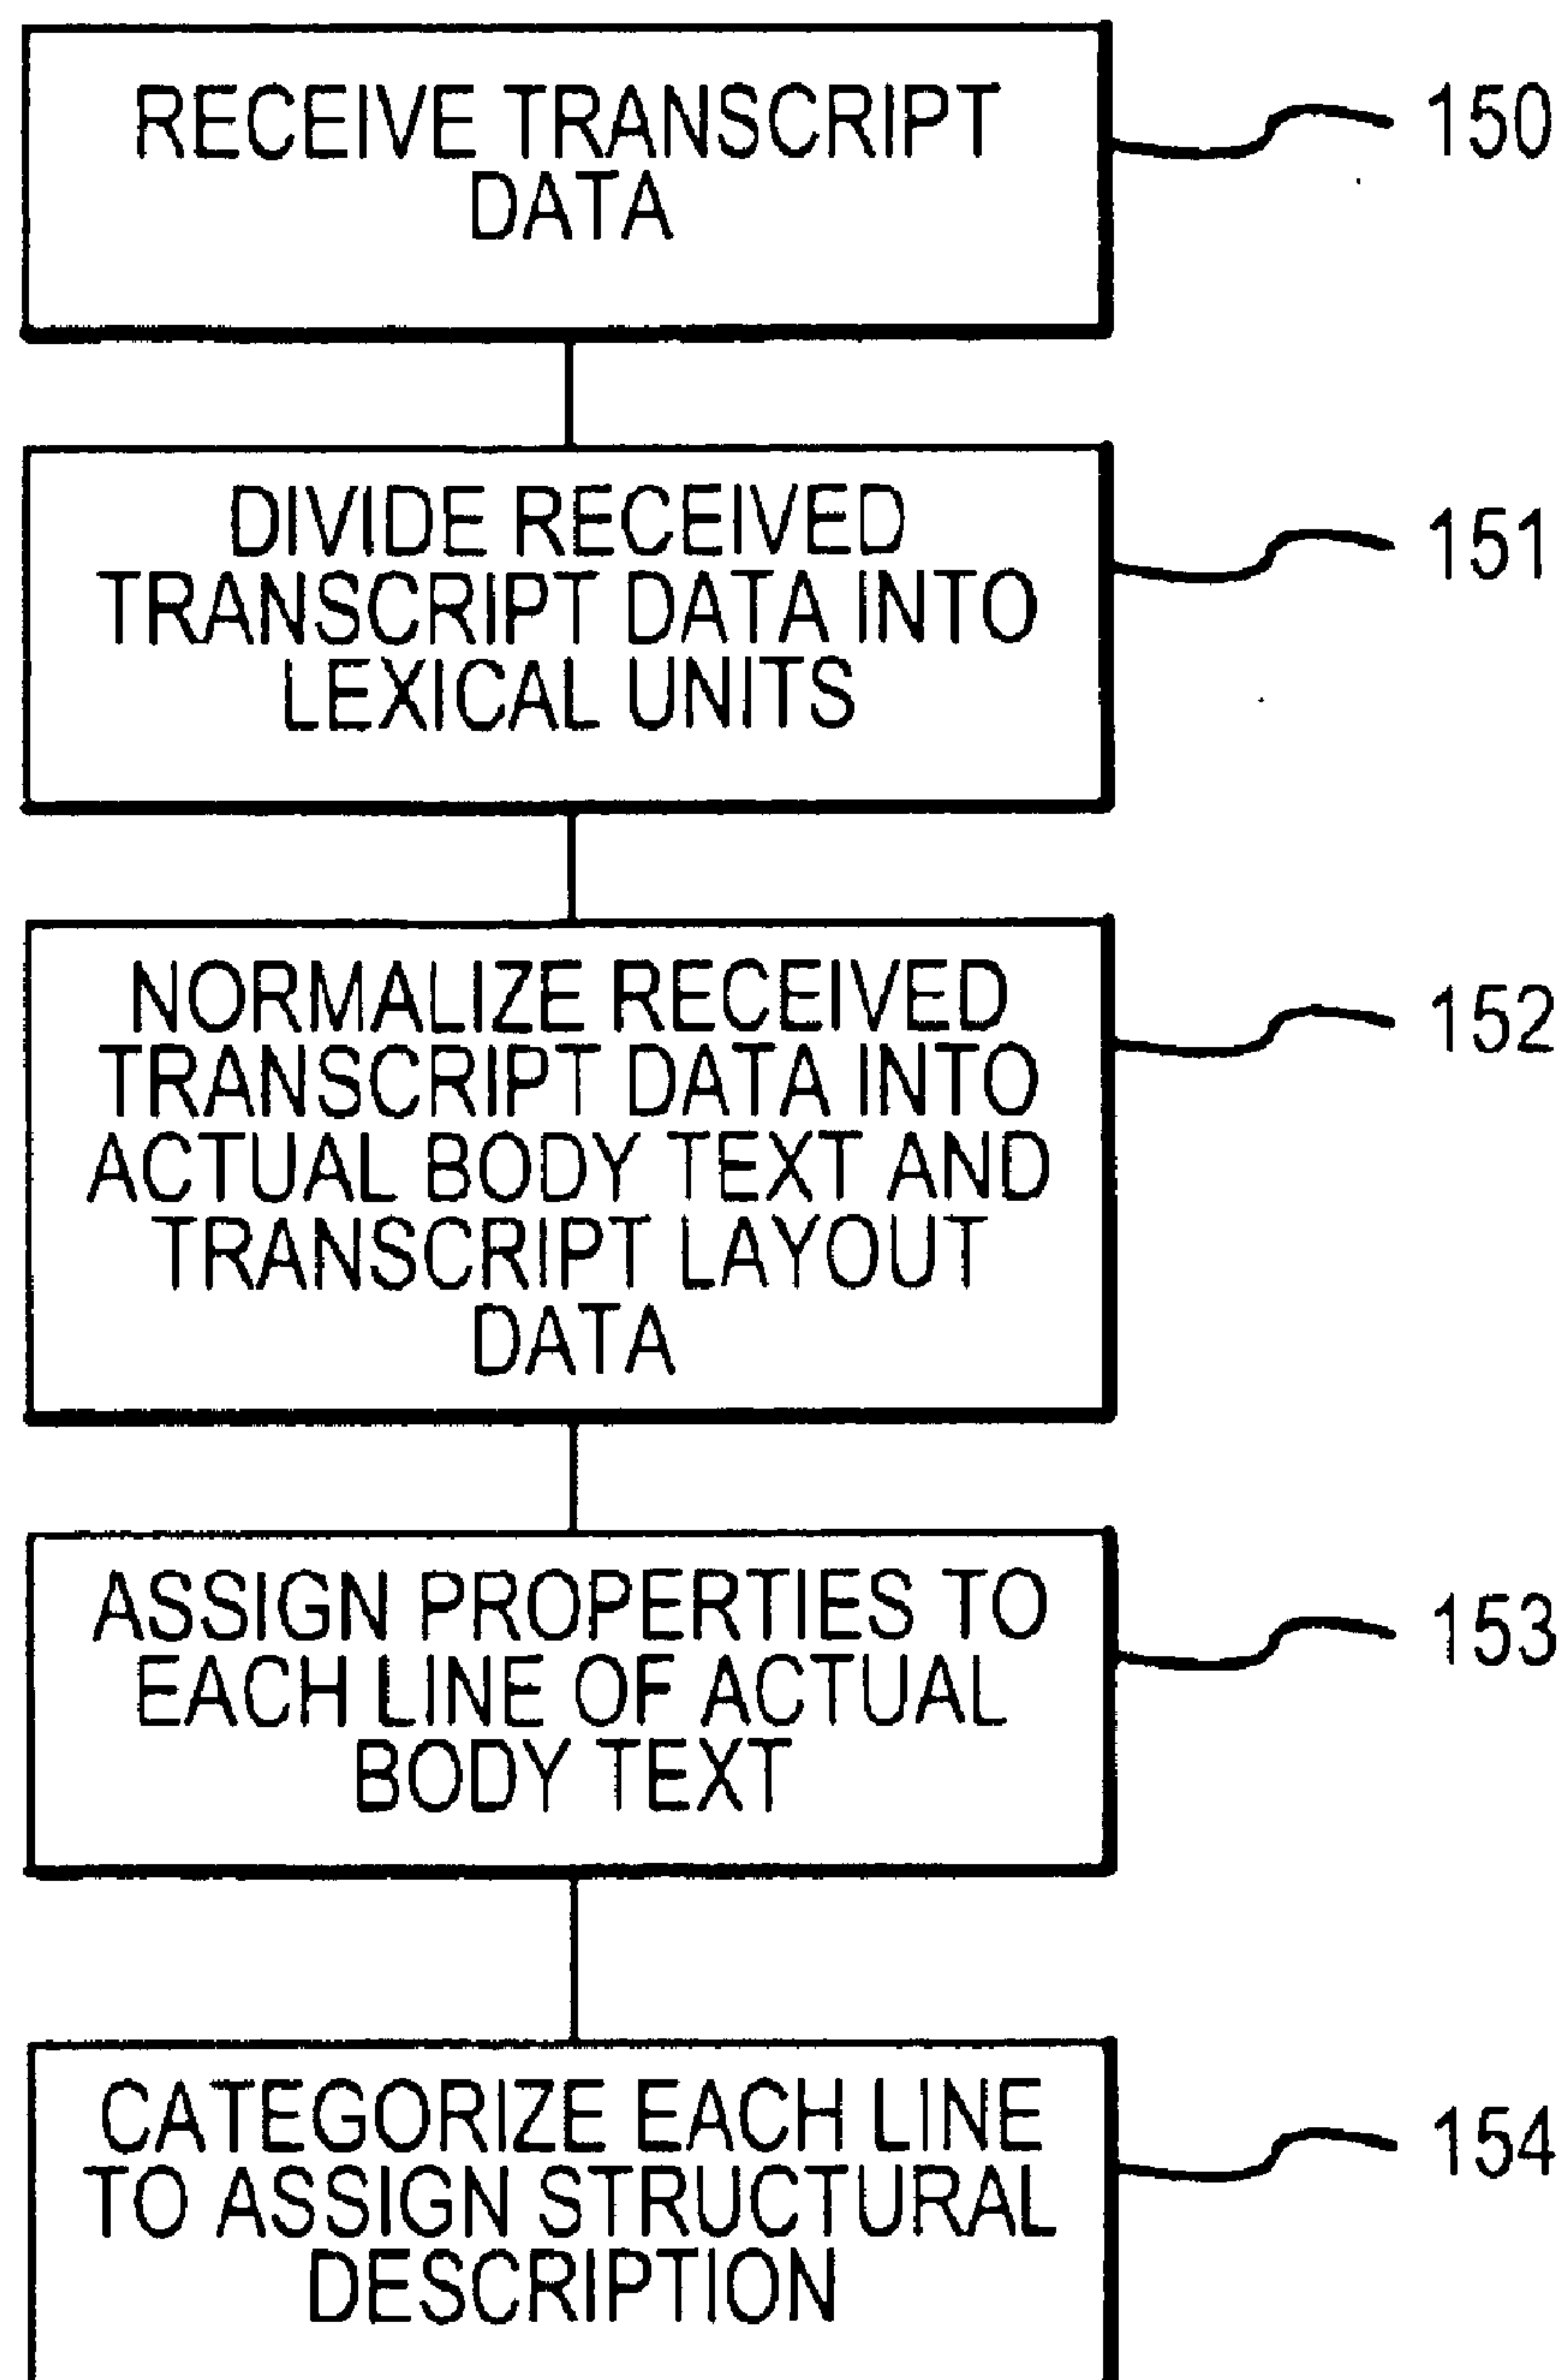 RECEIVE TRANSCRIPT
DATA
150
DIVIDE RECEIVED
TRANSCRIPT DATA INTO
LEXICAL UNITS
151
NORMALIZE RECEIVED
TRANSCRIPT DATA INTO
ACTUAL BODY TEXT AND
TRANSCRIPT LAYOUT
DATA
152
ASSIGN PROPERTIES TO
EACH LINE OF ACTUAL
BODY TEXT
153
CATEGORIZE EACH LINE
TO ASSIGN STRUCTURAL
DESCRIPTION
154